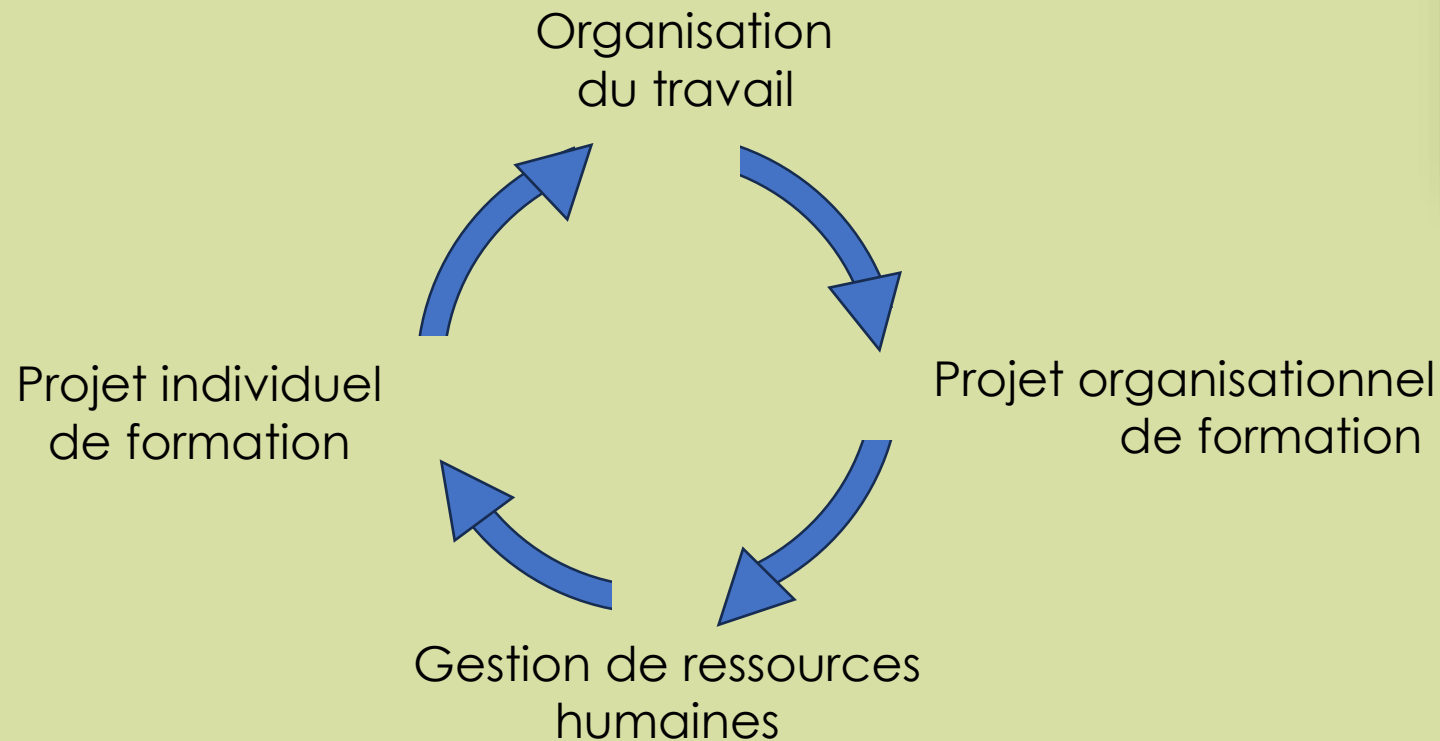 Organisation
du travail
Projet individuel
de formation
Projet organisationnel
de formation
Gestion de ressources
humaines